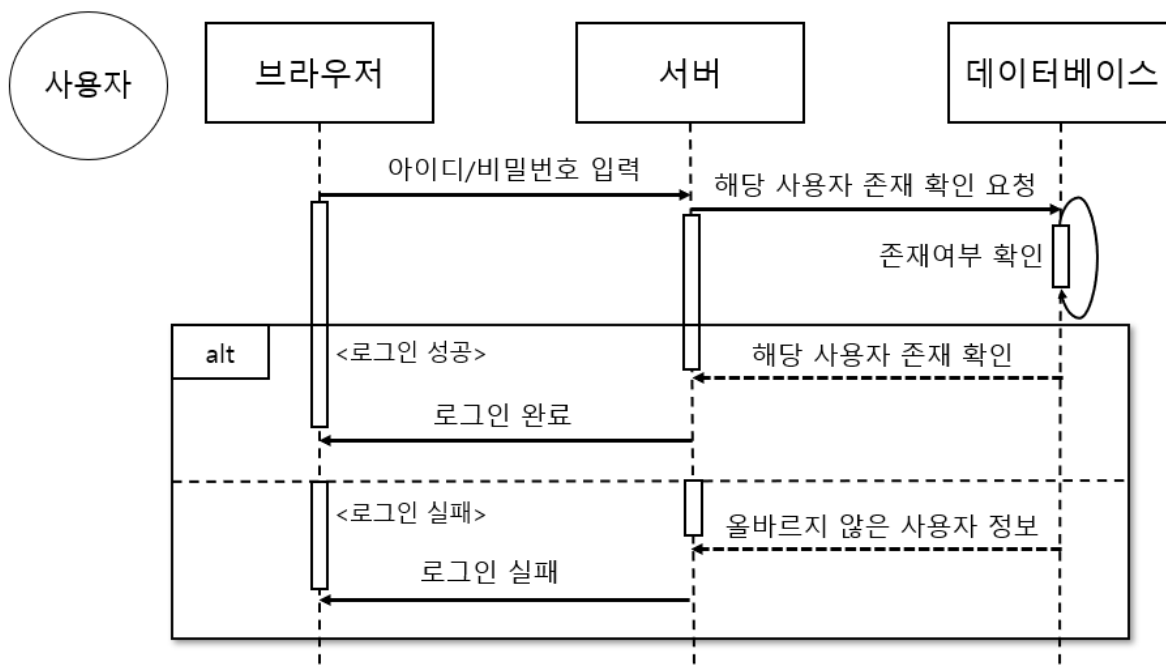 사용자
브라우저
서버
데이터베이스
아이디/비밀번호 입력
해당 사용자 존재 확인 요청
존재여부 확인
alt
<로그인 성공>
해당 사용자 존재 확인
로그인 완료
<로그인 실패>
올바르지 않은 사용자 정보
로그인 실패